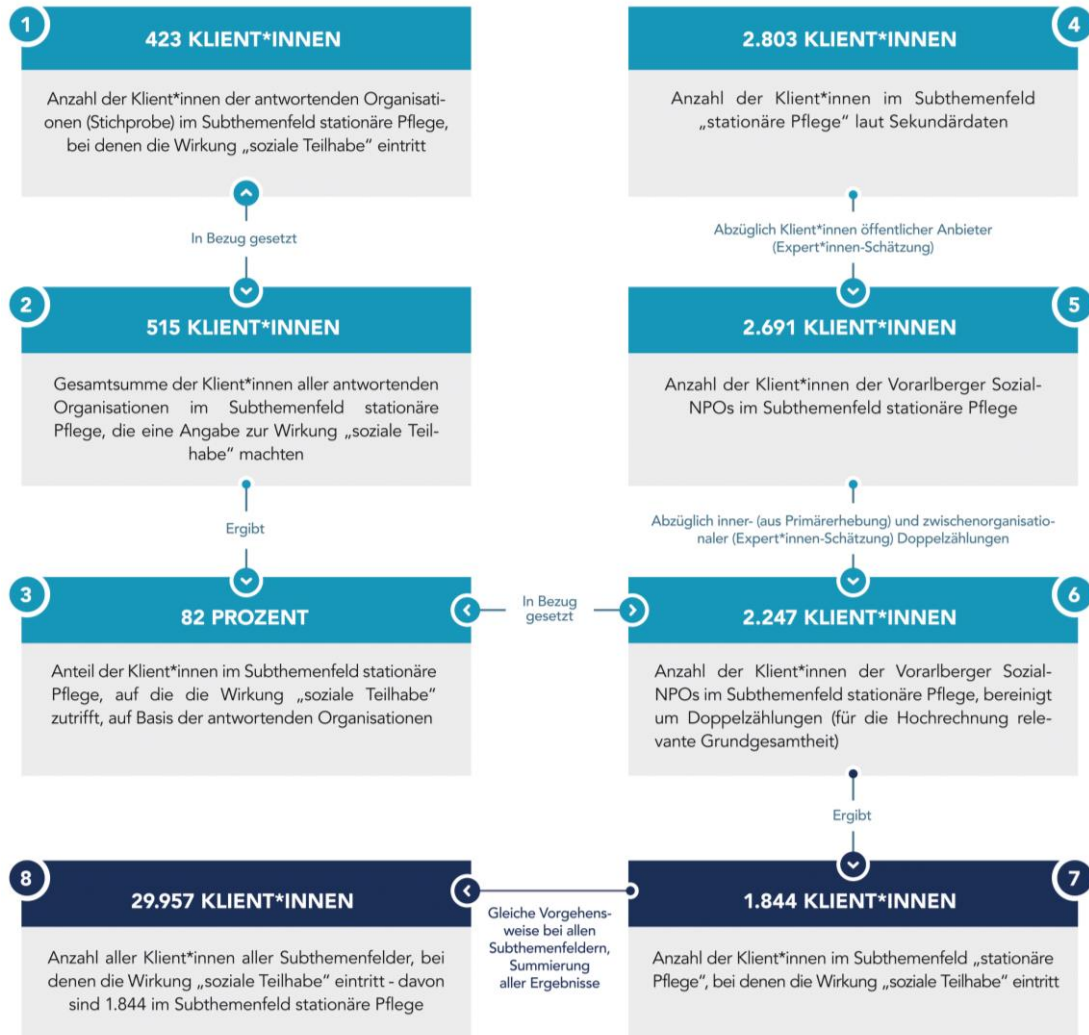 1
423 KLIENT*INNEN
Anzahl der Klient*innen der antwortenden Organisati-
onen (Stichprobe) im Subthemenfeld stationäre Pflege,
bei denen die Wirkung „soziale Teilhabe“ eintritt
In Bezug gesetzt
2
515 KLIENT*INNEN
Gesamtsumme der Klient*innen aller antwortenden
Organisationen im Subthemenfeld stationäre
Pflege, die eine Angabe zur Wirkung „soziale Teil-
habe“ machten
Ergibt
3
82 PROZENT
Anteil der Klient*innen im Subthemenfeld stationäre
Pflege, auf die die Wirkung „soziale Teilhabe“
zutrifft, auf Basis der antwortenden Organisationen
In Bezug
gesetzt
4
2.803 KLIENT*INNEN
Anzahl der Klient*innen im Subthemenfeld
„stationäre Pflege“ laut Sekundärdaten
Abzüglich Klient*innen öffentlicher Anbieter
(Expert*innen-Schätzung)
5
2.691 KLIENT*INNEN
Anzahl der Klient*innen der Vorarlberger Sozial-
NPOs im Subthemenfeld stationäre Pflege
Abzüglich inner- (aus Primärerhebung) und zwischenorganisatio-
naler (Expert*innen-Schätzung) Doppelzählungen
6
2.247 KLIENT*INNEN
Anzahl der Klient*innen der Vorarlberger Sozial-
NPOs im Subthemenfeld stationäre Pflege, bereinigt
um Doppelzählungen (für die Hochrechnung rele-
vante Grundgesamtheit)
Ergibt
7
1.844 KLIENT*INNEN
Anzahl der Klient*innen im Subthemenfeld „stationäre
Pflege“, bei denen die Wirkung „soziale Teilhabe“ eintritt
Gleiche Vorgehens-
weise bei allen
Subthemenfeldern,
Summierung
aller Ergebnisse
8
29.957 KLIENT*INNEN
Anzahl aller Klient*innen aller Subthemenfelder, bei
denen die Wirkung „soziale Teilhabe“ eintritt - davon
sind 1.844 im Subthemenfeld stationäre Pflege